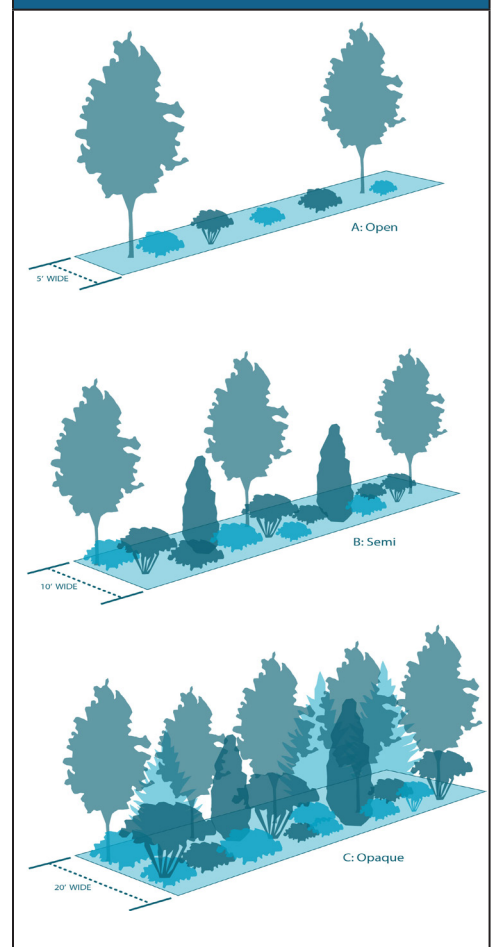 A: Open
5' WIDE
B: Semi
10' WIDE
C: Opaque
20' WIDE